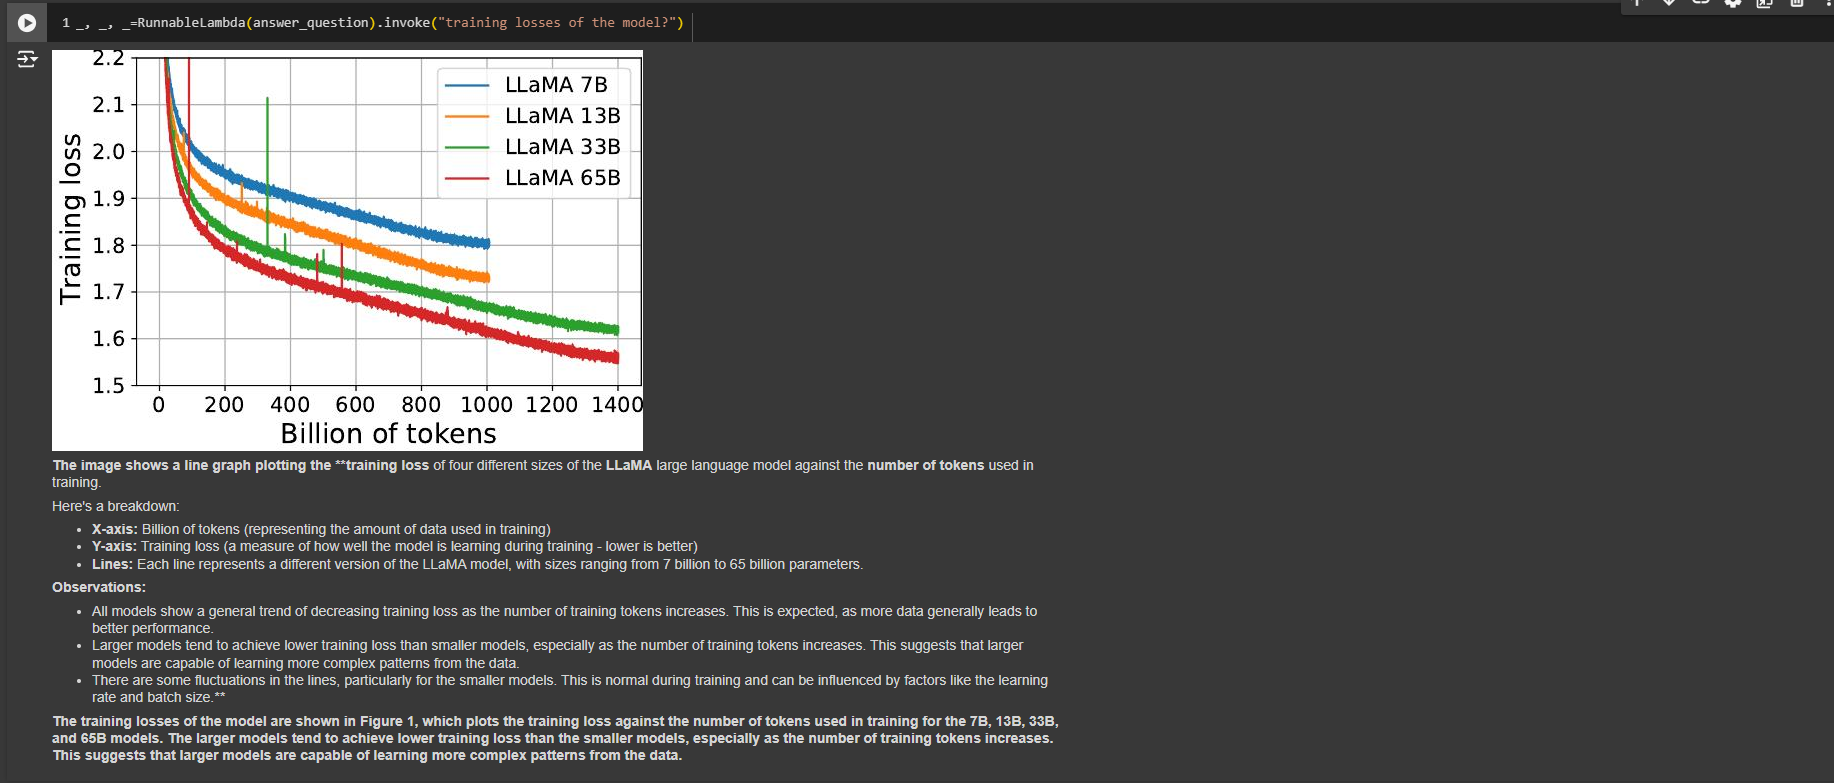 1 _, _, _=RunnableLambda(answer_question).invoke("training losses of the model?")
2.2
2.1
2.0
1.9
1.8
1.7
1.6
1.5
Training loss
LLaMA 7B
LLaMA 13B
LLaMA 33B
LLaMA 65B
0 200 400 600 800 1000 1200 1400
Billion of tokens
The image shows a line graph plotting the **training loss of four different sizes of the LLaMA large language model against the number of tokens used in
training.
Here's a breakdown:
• X-axis: Billion of tokens (representing the amount of data used in training)
• Y-axis: Training loss (a measure of how well the model is learning during training - lower is better)
• Lines: Each line represents a different version of the LLaMA model, with sizes ranging from 7 billion to 65 billion parameters.
Observations:
• All models show a general trend of decreasing training loss as the number of training tokens increases. This is expected, as more data generally leads to
better performance.
• Larger models tend to achieve lower training loss than smaller models, especially as the number of training tokens increases. This suggests that larger
models are capable of learning more complex patterns from the data.
• There are some fluctuations in the lines, particularly for the smaller models. This is normal during training and can be influenced by factors like the learning
rate and batch size.**
The training losses of the model are shown in Figure 1, which plots the training loss against the number of tokens used in training for the 7B, 13B, 33B,
and 65B models. The larger models tend to achieve lower training loss than the smaller models, especially as the number of training tokens increases.
This suggests that larger models are capable of learning more complex patterns from the data.